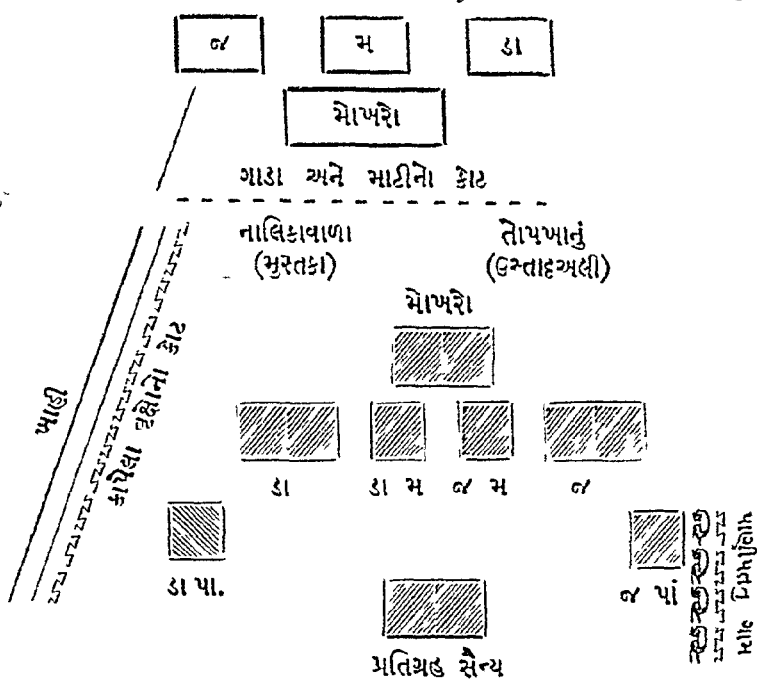 જ મ ડા
મોખરો
ગાડા અને માટીનો કોટ
નાલિકાવાળા
(મુસ્તફા)
તોપખાનું
(ઉસ્તાદઅલી)
મોખરો
ખાહી
કાપેલા વૃક્ષોનો કોટ
ડા
ડા મ
જ મ
જ
ડા પા.
જ પાં
પ્રતિગ્રહ સૈન્ય